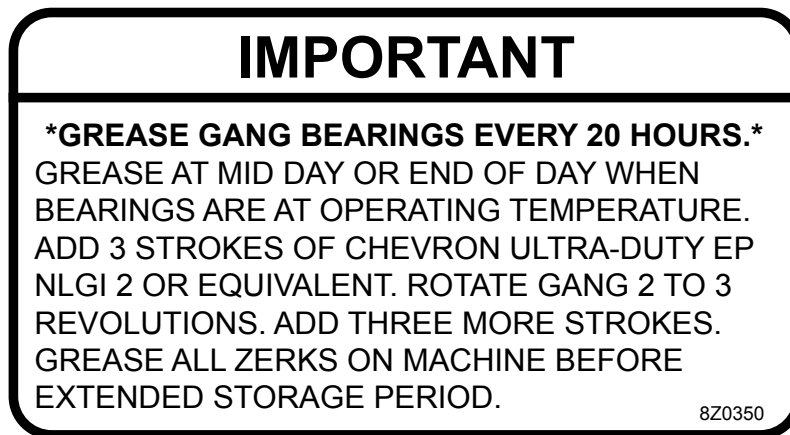 IMPORTANT
*GREASE GANG BEARINGS EVERY 20 HOURS.*
GREASE AT MID DAY OR END OF DAY WHEN
BEARINGS ARE AT OPERATING TEMPERATURE.
ADD 3 STROKES OF CHEVRON ULTRA-DUTY EP
NLGI 2 OR EQUIVALENT. ROTATE GANG 2 TO 3
REVOLUTIONS. ADD THREE MORE STROKES.
GREASE ALL ZERKS ON MACHINE BEFORE
EXTENDED STORAGE PERIOD.
8Z0350